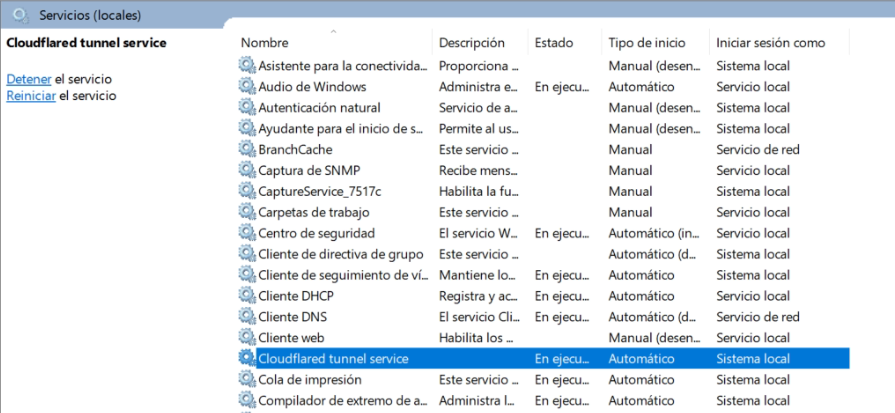 Servicios (locales)
Cloudflared tunnel service
Detener el servicio
Reiniciar el servicio
Nombre Descripción Estado Tipo de inicio Iniciar sesión como
Asistente para la conectivida... Proporciona ... Manual (desen... Sistema local
Audio de Windows Administra e... En ejecu... Automático Servicio local
Autenticación natural Servicio de a... Manual (desen... Sistema local
Ayudante para el inicio de s... Permite al us... Manual (desen... Sistema local
BranchCache Este servicio ... Manual Servicio de red
Captura de SNMP Recibe mens... Manual Servicio local
CaptureService_7517c Habilita la fu... Manual Sistema local
Carpetas de trabajo Este servicio ... Manual Servicio local
Centro de seguridad El servicio W... En ejecu... Automático (in... Servicio local
Cliente de directiva de grupo Este servicio ... Automático (d... Sistema local
Cliente de seguimiento de ví... Mantiene lo... En ejecu... Automático Sistema local
Cliente DHCP Registra y ac... En ejecu... Automático Servicio local
Cliente DNS El servicio Cli... En ejecu... Automático (d... Servicio de red
Cliente web Habilita los ... Manual (desen... Servicio local
Cloudflared tunnel service En ejecu... Automático Sistema local
Cola de impresión Este servicio ... En ejecu... Automático Sistema local
Compilador de extremo de a... Administra l... En ejecu... Automático Sistema local